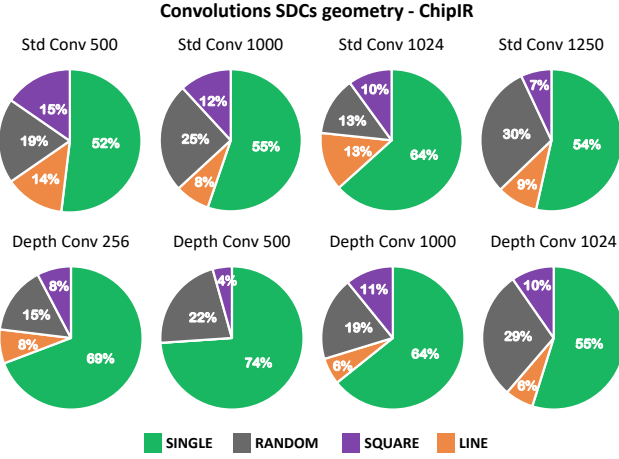 Convolutions SDCs geometry - ChipIR
Std Conv 500 Std Conv 1000 Std Conv 1024 Std Conv 1250
15% 52% 19% 14%
12% 55% 25% 8%
10% 64% 13% 13%
7% 54% 30% 9%
Depth Conv 256 Depth Conv 500 Depth Conv 1000 Depth Conv 1024
8% 69% 15% 8%
4% 74% 22%
11% 64% 19% 6%
10% 55% 29% 6%
SINGLE RANDOM SQUARE LINE